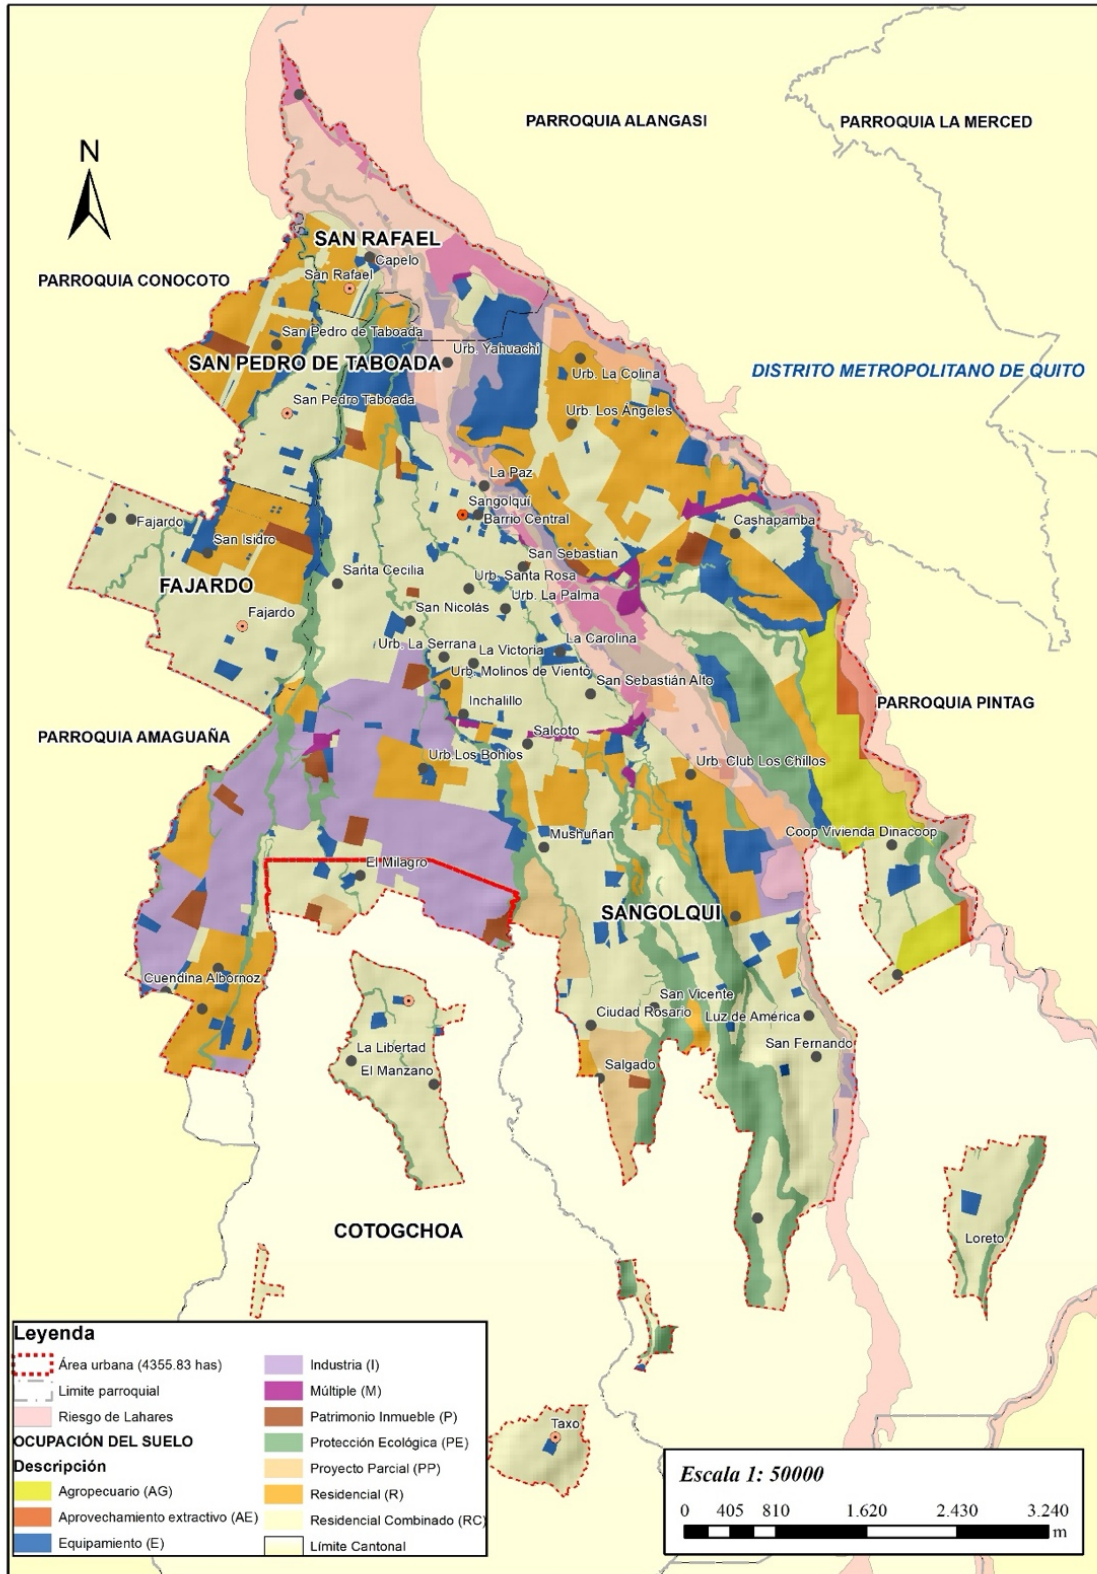 PARROQUIA ALANGASI
PARROQUIA LA MERCED
N
SAN RAFAEL
Capelo
PARROQUIA CONOCOTO
San Rafael
San Pedro de Taboada
SAN PEDRO DE TABOADA
Urb. Yahuachi
Urb. La Colina
DISTRITO METROPOLITANO DE QUITO
San Pedro Taboada
Urb. Los Ángeles
La Paz
Sangolquí
Barrio Central
Fajardo
Cashapamba
San Isidro
San Sebastian
FAJARDO
Santa Cecilia
Urb. Santa Rosa
Urb. La Palma
San Nicolás
Fajardo
La Carolina
Urb. La Serrana
La Victoria
Urb. Molinos de Viento
San Sebastián Alto
Inchalillo
PARROQUIA PINTAG
PARROQUIA AMAGUAÑA
Salcoto
Urb.Los Bohíos
Urb. Club Los Chillos
Mushuñan
Coop Vivienda Dinacoop
El Milagro
SANGOLQUI
Cuendina Albornoz
San Vicente
Ciudad Rosario
Luz de América
La Libertad
San Fernando
El Manzano
Salgado
COTOGCHOA
Loreto
Taxo
Leyenda
Área urbana (4355.83 has)
Limite parroquial
Riesgo de Lahares
OCUPACIÓN DEL SUELO
Descripción
Agropecuario (AG)
Aprovechamiento extractivo (AE)
Equipamiento (E)
Industria (I)
Múltiple (M)
Patrimonio Inmueble (P)
Protección Ecológica (PE)
Proyecto Parcial (PP)
Residencial (R)
Residencial Combinado (RC)
Límite Cantonal
Escala 1: 50000
0 405 810 1.620 2.430 3.240
m